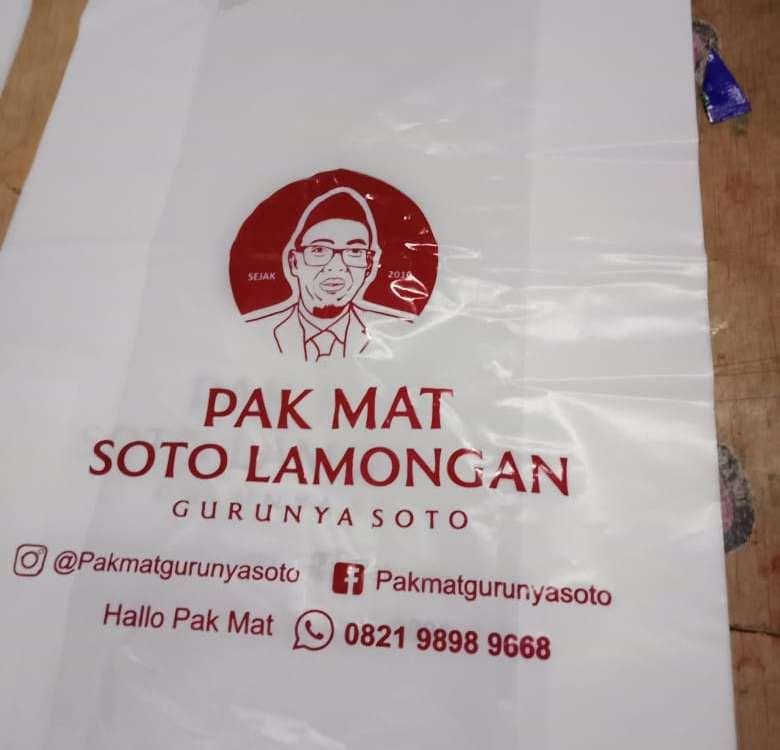 SEJAK 2019
PAK MAT
SOTO LAMONGAN
GURUNYA SOTO
@Pakmatgurunyasoto Pakmatgurunyasoto
Hallo Pak Mat 0821 9898 9668